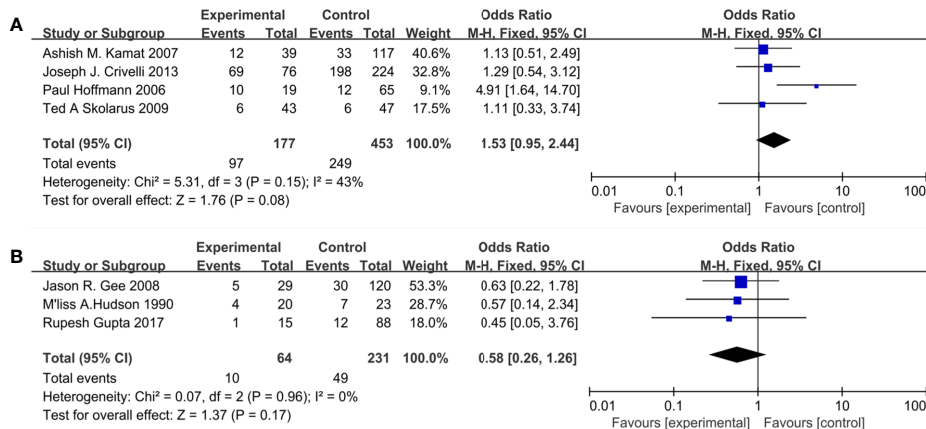 A
Experimental Control Odds Ratio Odds Ratio
Study or Subgroup Events Total Events Total Weight M-H, Fixed, 95% CI M-H, Fixed, 95% CI
Ashish M. Kamat 2007 12 39 33 117 40.6% 1.13 [0.51, 2.49]
Joseph J. Crivelli 2013 69 76 198 224 32.8% 1.29 [0.54, 3.12]
Paul Hoffmann 2006 10 19 12 65 9.1% 4.91 [1.64, 14.70]
Ted A Skolarus 2009 6 43 6 47 17.5% 1.11 [0.33, 3.74]
Total (95% CI) 177 453 100.0% 1.53 [0.95, 2.44]
Total events 97 249
Heterogeneity: Chi² = 5.31, df = 3 (P = 0.15); I² = 43%
Test for overall effect: Z = 1.76 (P = 0.08)
0.01 0.1 1 10 100
Favours [experimental] Favours [control]
B
Experimental Control Odds Ratio Odds Ratio
Study or Subgroup Events Total Events Total Weight M-H, Fixed, 95% CI M-H, Fixed, 95% CI
Jason R. Gee 2008 5 29 30 120 53.3% 0.63 [0.22, 1.78]
M'liss A.Hudson 1990 4 20 7 23 28.7% 0.57 [0.14, 2.34]
Rupesh Gupta 2017 1 15 12 88 18.0% 0.45 [0.05, 3.76]
Total (95% CI) 64 231 100.0% 0.58 [0.26, 1.26]
Total events 10 49
Heterogeneity: Chi² = 0.07, df = 2 (P = 0.96); I² = 0%
Test for overall effect: Z = 1.37 (P = 0.17)
0.01 0.1 1 10 100
Favours [experimental] Favours [control]